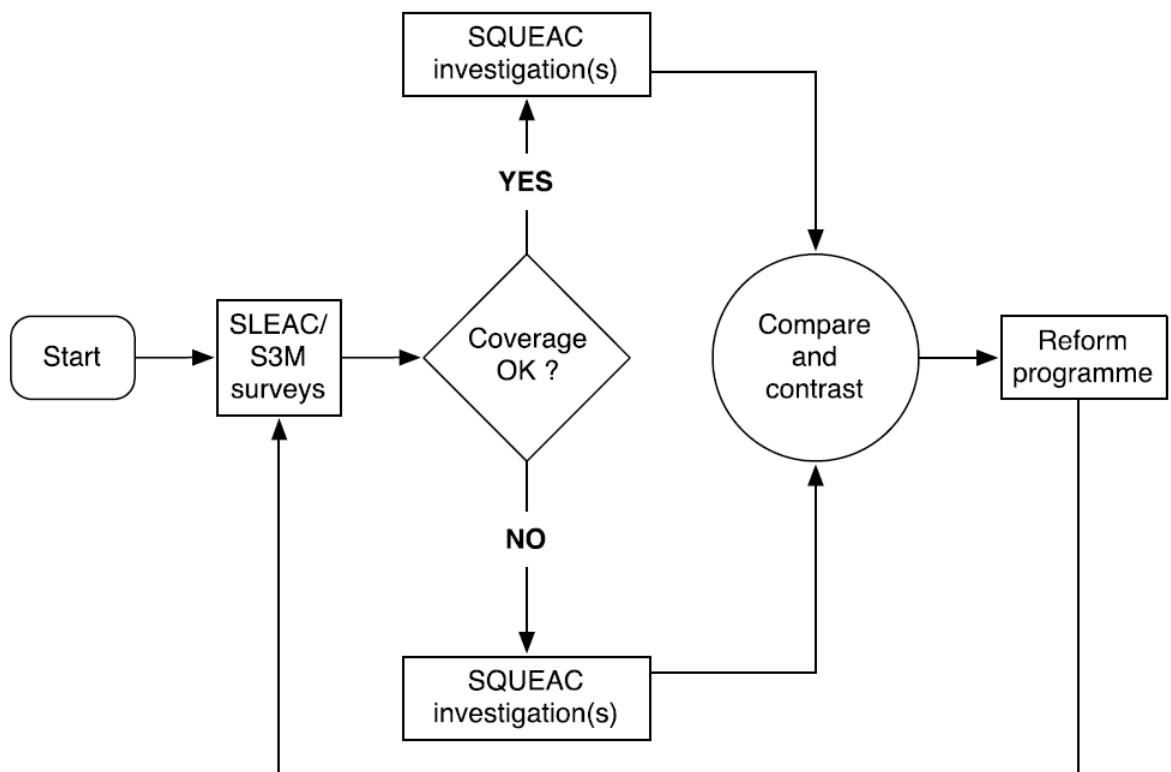 SQUEAC
investigation(s)
YES
Start
SLEAC/
S3M
surveys
Coverage
OK ?
Compare
and
contrast
Reform
programme
NO
SQUEAC
investigation(s)